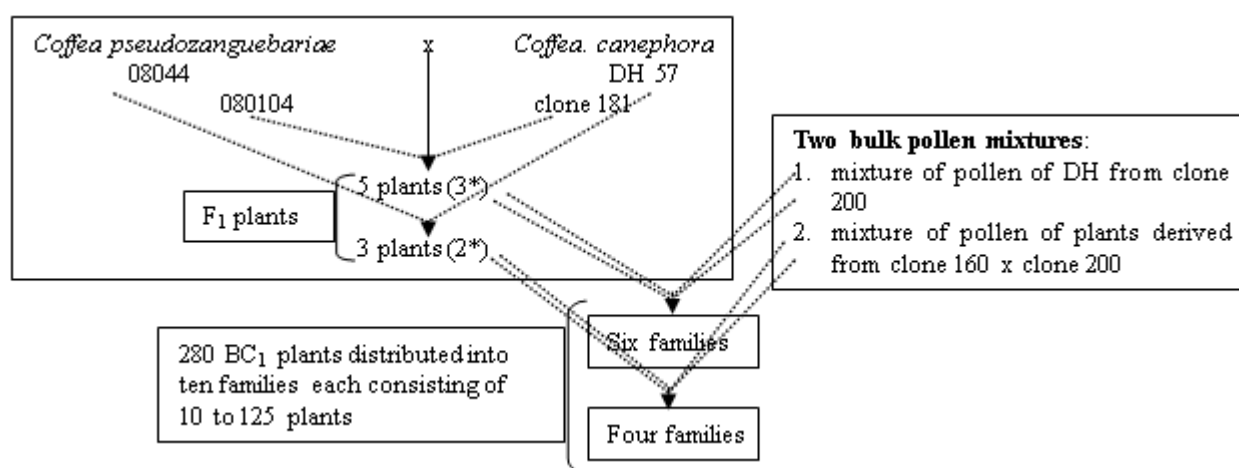 Coffea pseudozanguebariae x Coffea. canephora
08044 DH 57
080104 clone 181
5 plants (3*)
F1 plants
3 plants (2*)
Two bulk pollen mixtures:
1. mixture of pollen of DH from clone
200
2. mixture of pollen of plants derived
from clone 160 x clone 200
280 BC1 plants distributed into
ten families each consisting of
10 to 125 plants
Six families
Four families